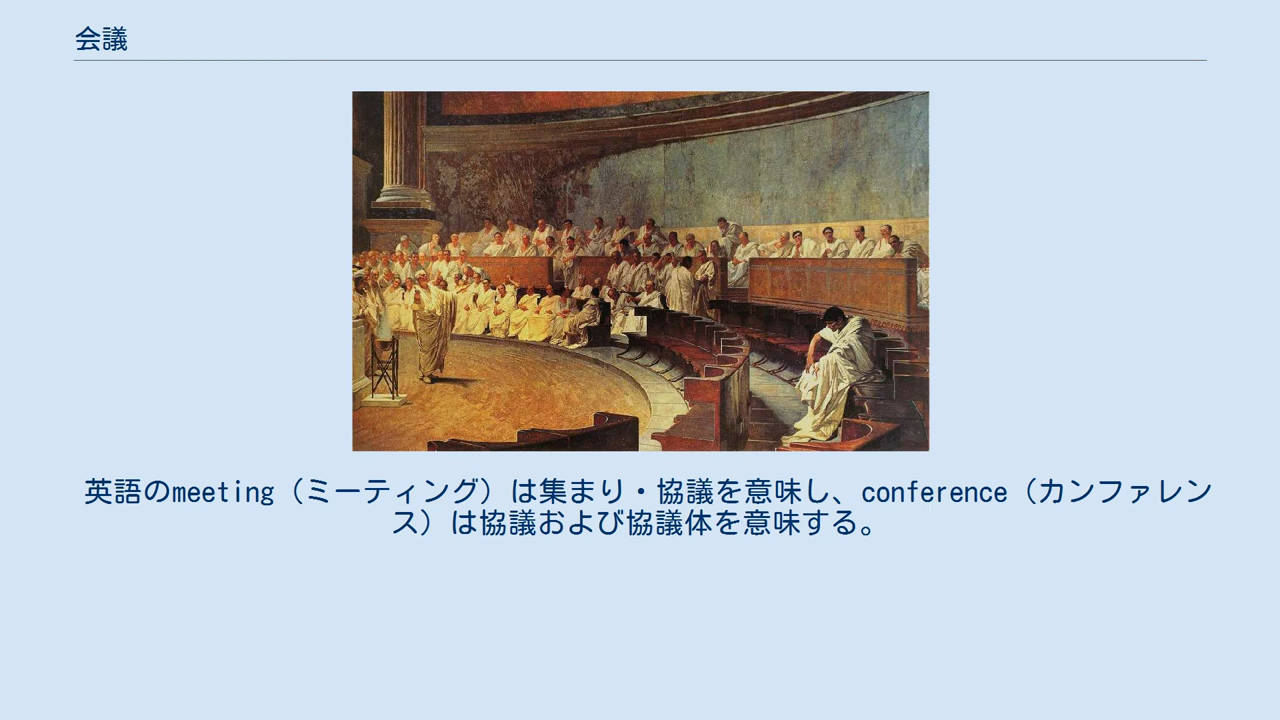 会議
英語のmeeting（ミーティング）は集まり・協議を意味し、conference（カンファレン
ス）は協議および協議体を意味する。